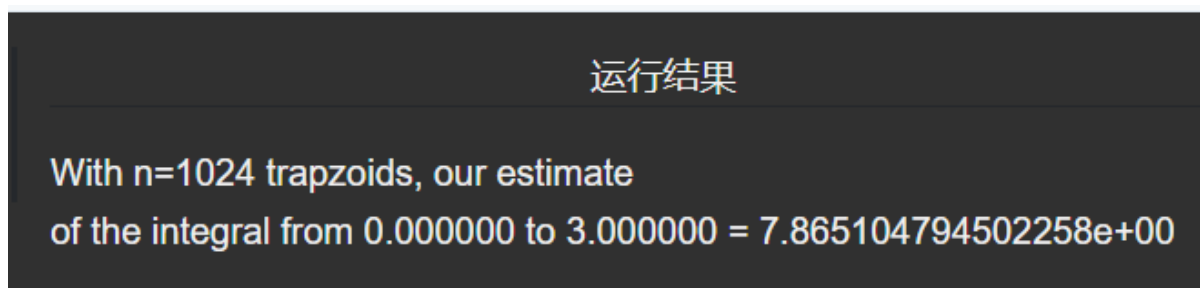 运行结果
With n=1024 trapzoids, our estimate
of the integral from 0.000000 to 3.000000 = 7.865104794502258e+00